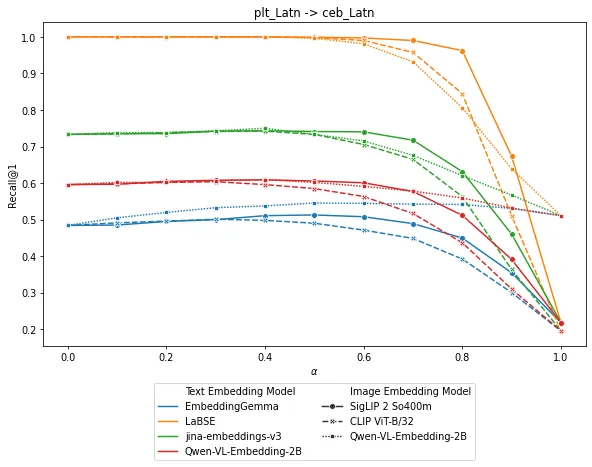 plt_Latn -> ceb_Latn
Recall@1
1.0
0.9
0.8
0.7
0.6
0.5
0.4
0.3
0.2
0.0 0.2 0.4 0.6 0.8 1.0
α
Text Embedding Model Image Embedding Model
EmbeddingGemma SigLIP 2 So400m
LaBSE CLIP ViT-B/32
jina-embeddings-v3 Qwen-VL-Embedding-2B
Qwen-VL-Embedding-2B